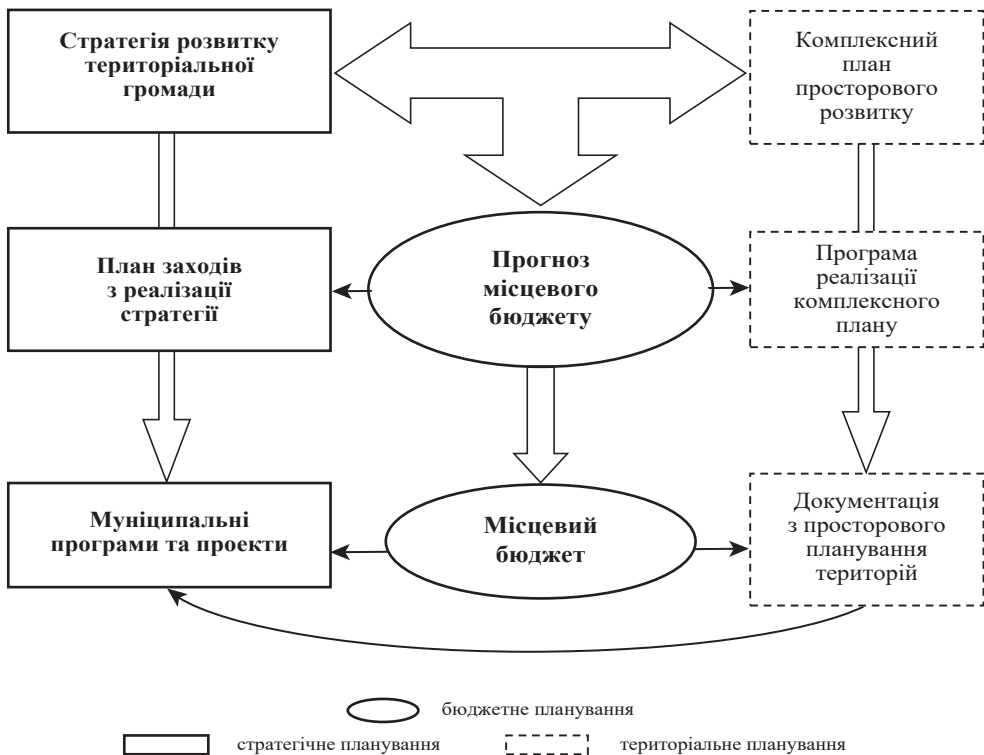 Стратегія розвитку
територіальної
громади
Комплексний
план
просторового
розвитку
План заходів
з реалізації
стратегії
Прогноз
місцевого
бюджету
Програма
реалізації
комплексного
плану
Муніципальні
програми та проекти
Місцевий
бюджет
Документація
з просторового
планування
територій
бюджетне планування
стратегічне планування
територіальне планування